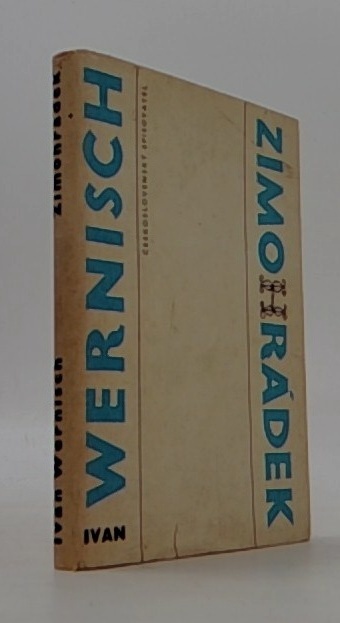 IVAN WERNISCH
ZIMOHRÁDEK
IVAN
WERNISCH
ČESKOSLOVENSKÝ SPISOVATEL
ZIMOHRÁDEK